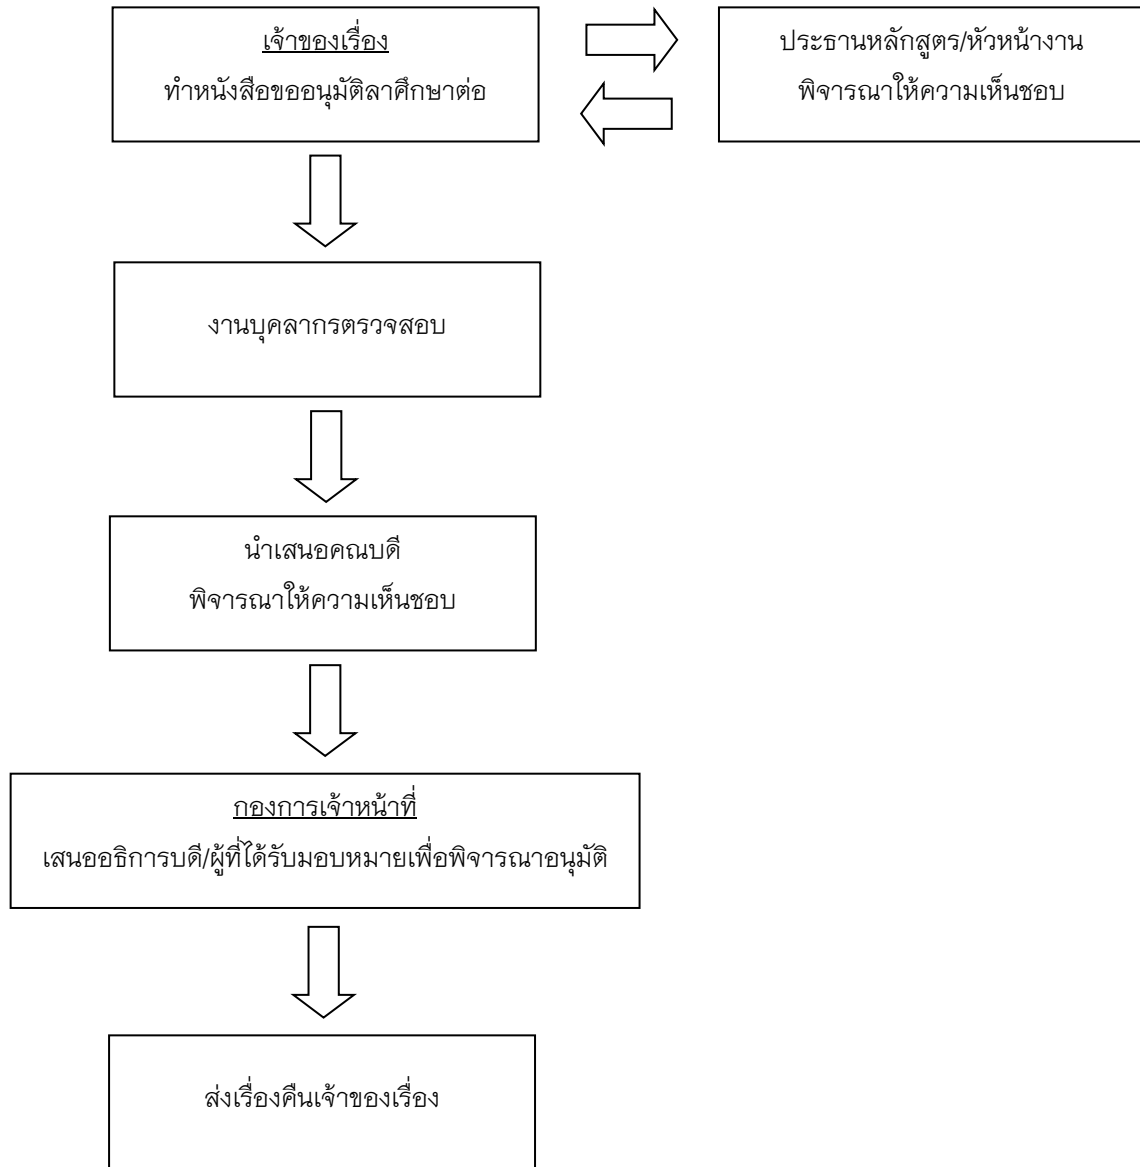 เจ้าของเรื่อง
ทำหนังสือขออนุมัติลาศึกษาต่อ
ประธานหลักสูตร/หัวหน้างาน
พิจารณาให้ความเห็นชอบ
งานบุคลากรตรวจสอบ
นำเสนอคณบดี
พิจารณาให้ความเห็นชอบ
กองการเจ้าหน้าที่
เสนออธิการบดี/ผู้ที่ได้รับมอบหมายเพื่อพิจารณาอนุมัติ
ส่งเรื่องคืนเจ้าของเรื่อง